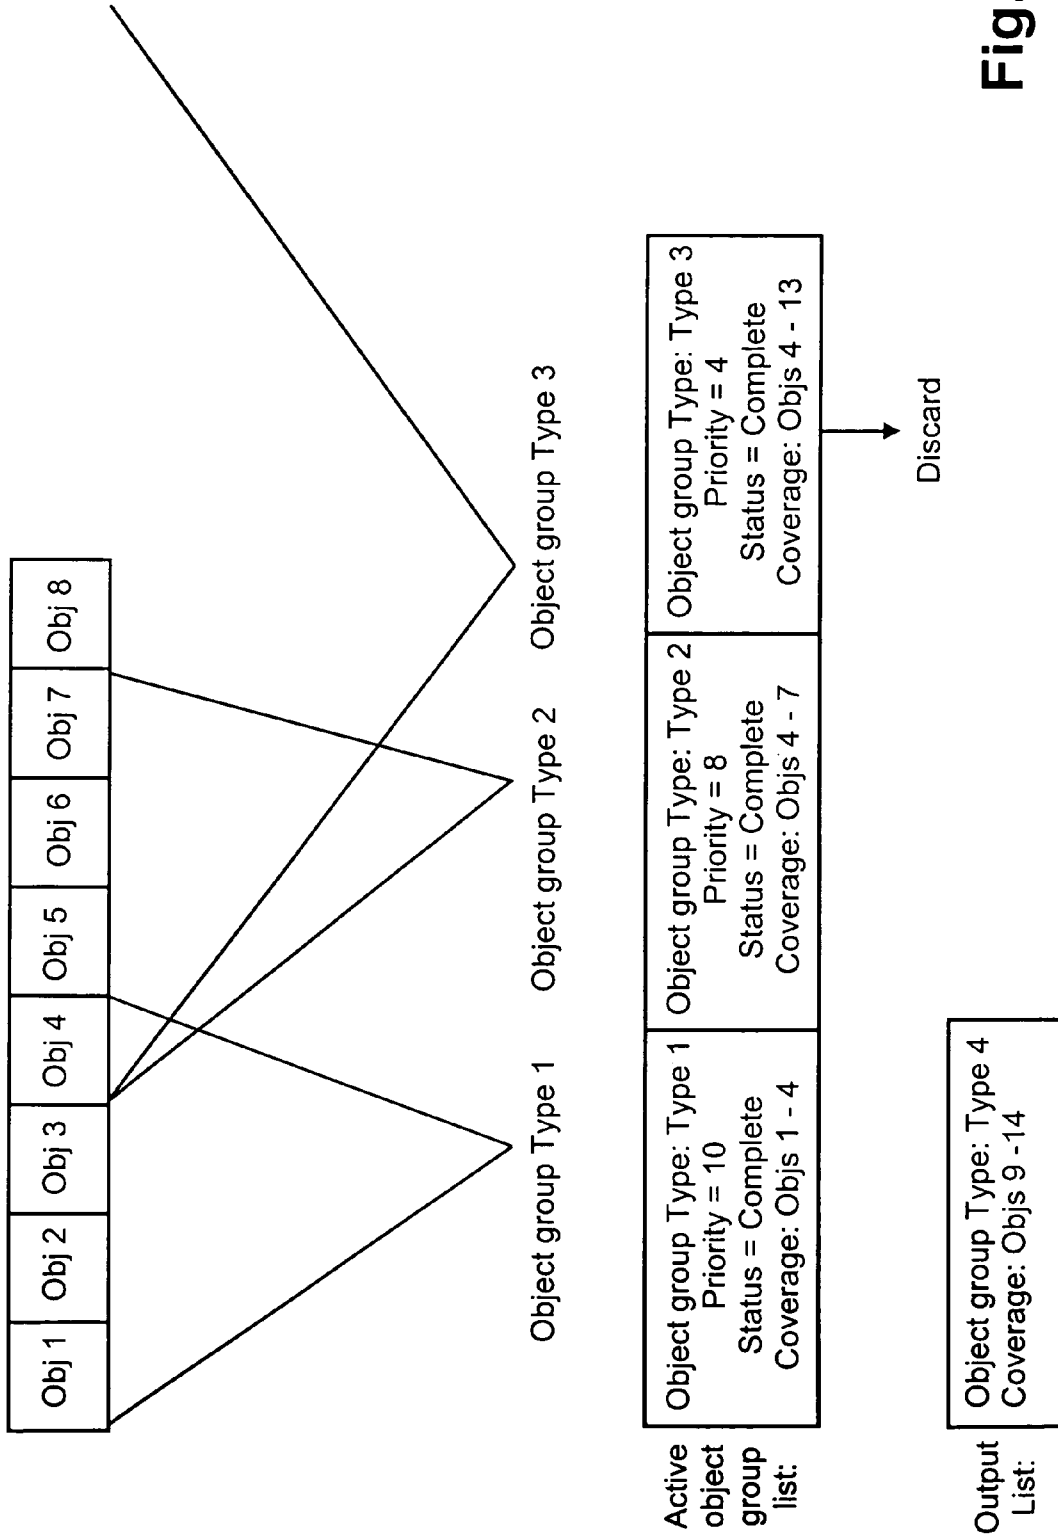 Obj 1
Obj 2
Obj 3
Obj 4
Obj 5
Obj 6
Obj 7
Obj 8
Object group Type 1
Object group Type 2
Object group Type 3
Active
object
group
list:
Object group Type: Type 1
Priority = 10
Status = Complete
Coverage: Objs 1 - 4
Object group Type: Type 2
Priority = 8
Status = Complete
Coverage: Objs 4 - 7
Object group Type: Type 3
Priority = 4
Status = Complete
Coverage: Objs 4 - 13
Discard
Output
List:
Object group Type: Type 4
Coverage: Objs 9 -14
Fig.